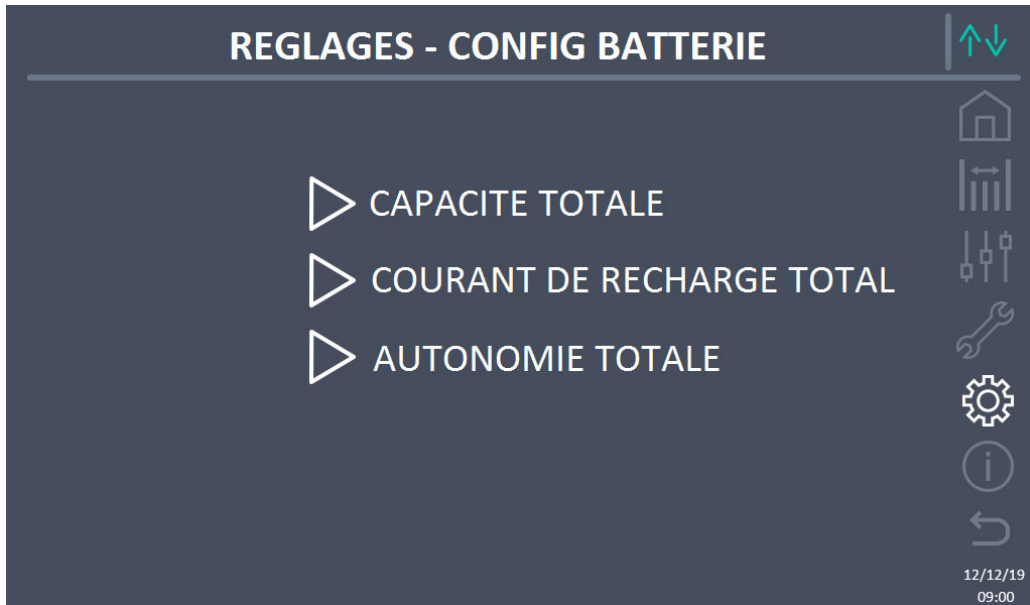 REGLAGES - CONFIG BATTERIE
CAPACITE TOTALE
COURANT DE RECHARGE TOTAL
AUTONOMIE TOTALE
12/12/19
09:00